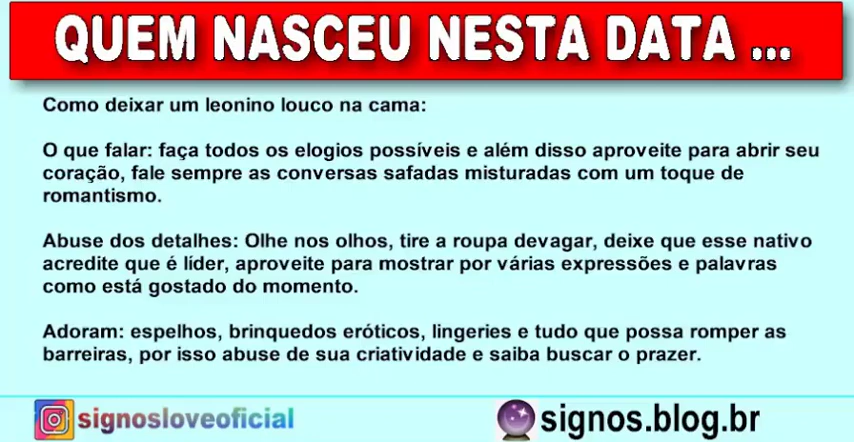 QUEM NASCEU NESTA DATA ...
Como deixar um leonino louco na cama:
O que falar: faça todos os elogios possíveis e além disso aproveite para abrir seu
coração, fale sempre as conversas safadas misturadas com um toque de
romantismo.
Abuse dos detalhes: Olhe nos olhos, tire a roupa devagar, deixe que esse nativo
acredite que é líder, aproveite para mostrar por várias expressões e palavras
como está gostado do momento.
Adoram: espelhos, brinquedos eróticos, lingeries e tudo que possa romper as
barreiras, por isso abuse de sua criatividade e saiba buscar o prazer.
signosloveoficial
signos.blog.br